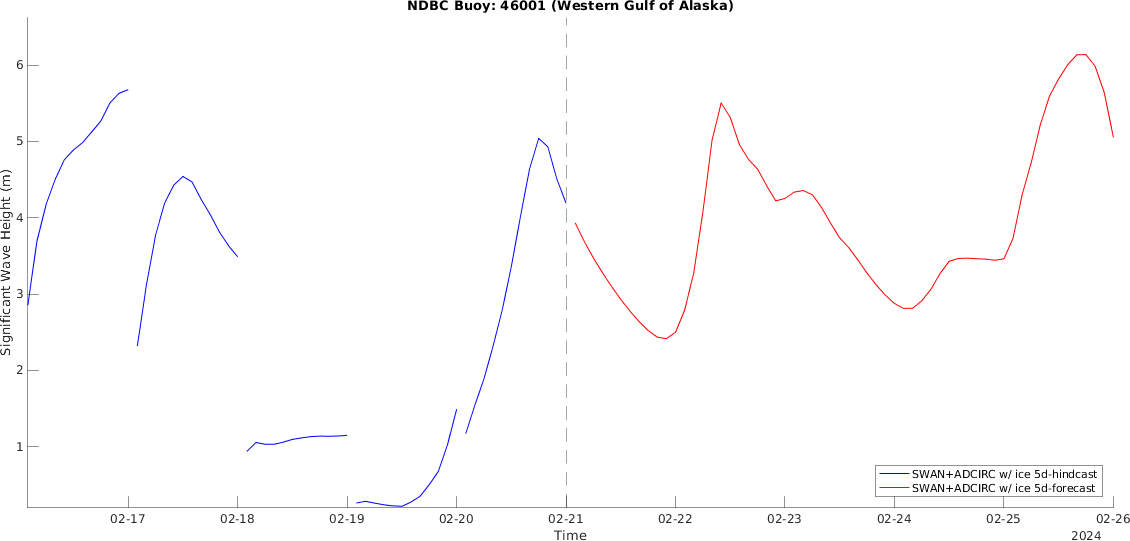 NDBC Buoy: 46001 (Western Gulf of Alaska)
Significant Wave Height (m)
6
5
4
3
2
1
SWAN+ADCIRC w/ ice 5d-hindcast
SWAN+ADCIRC w/ ice 5d-forecast
02-17 02-18 02-19 02-20 02-21 02-22 02-23 02-24 02-25 02-26
Time
2024